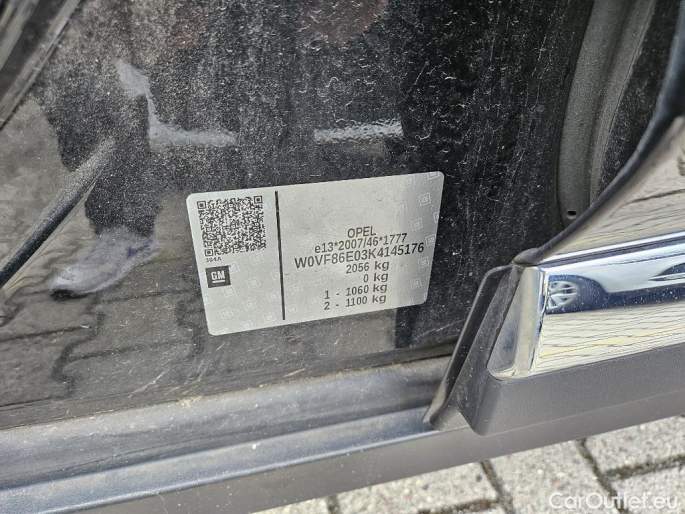 OPEL
e13*2007/46*1777
W0VF86E03K4145176
2056 kg
0 kg
1 - 1060 kg
2 - 1100 kg
384A
GM
CarOutlet.eu